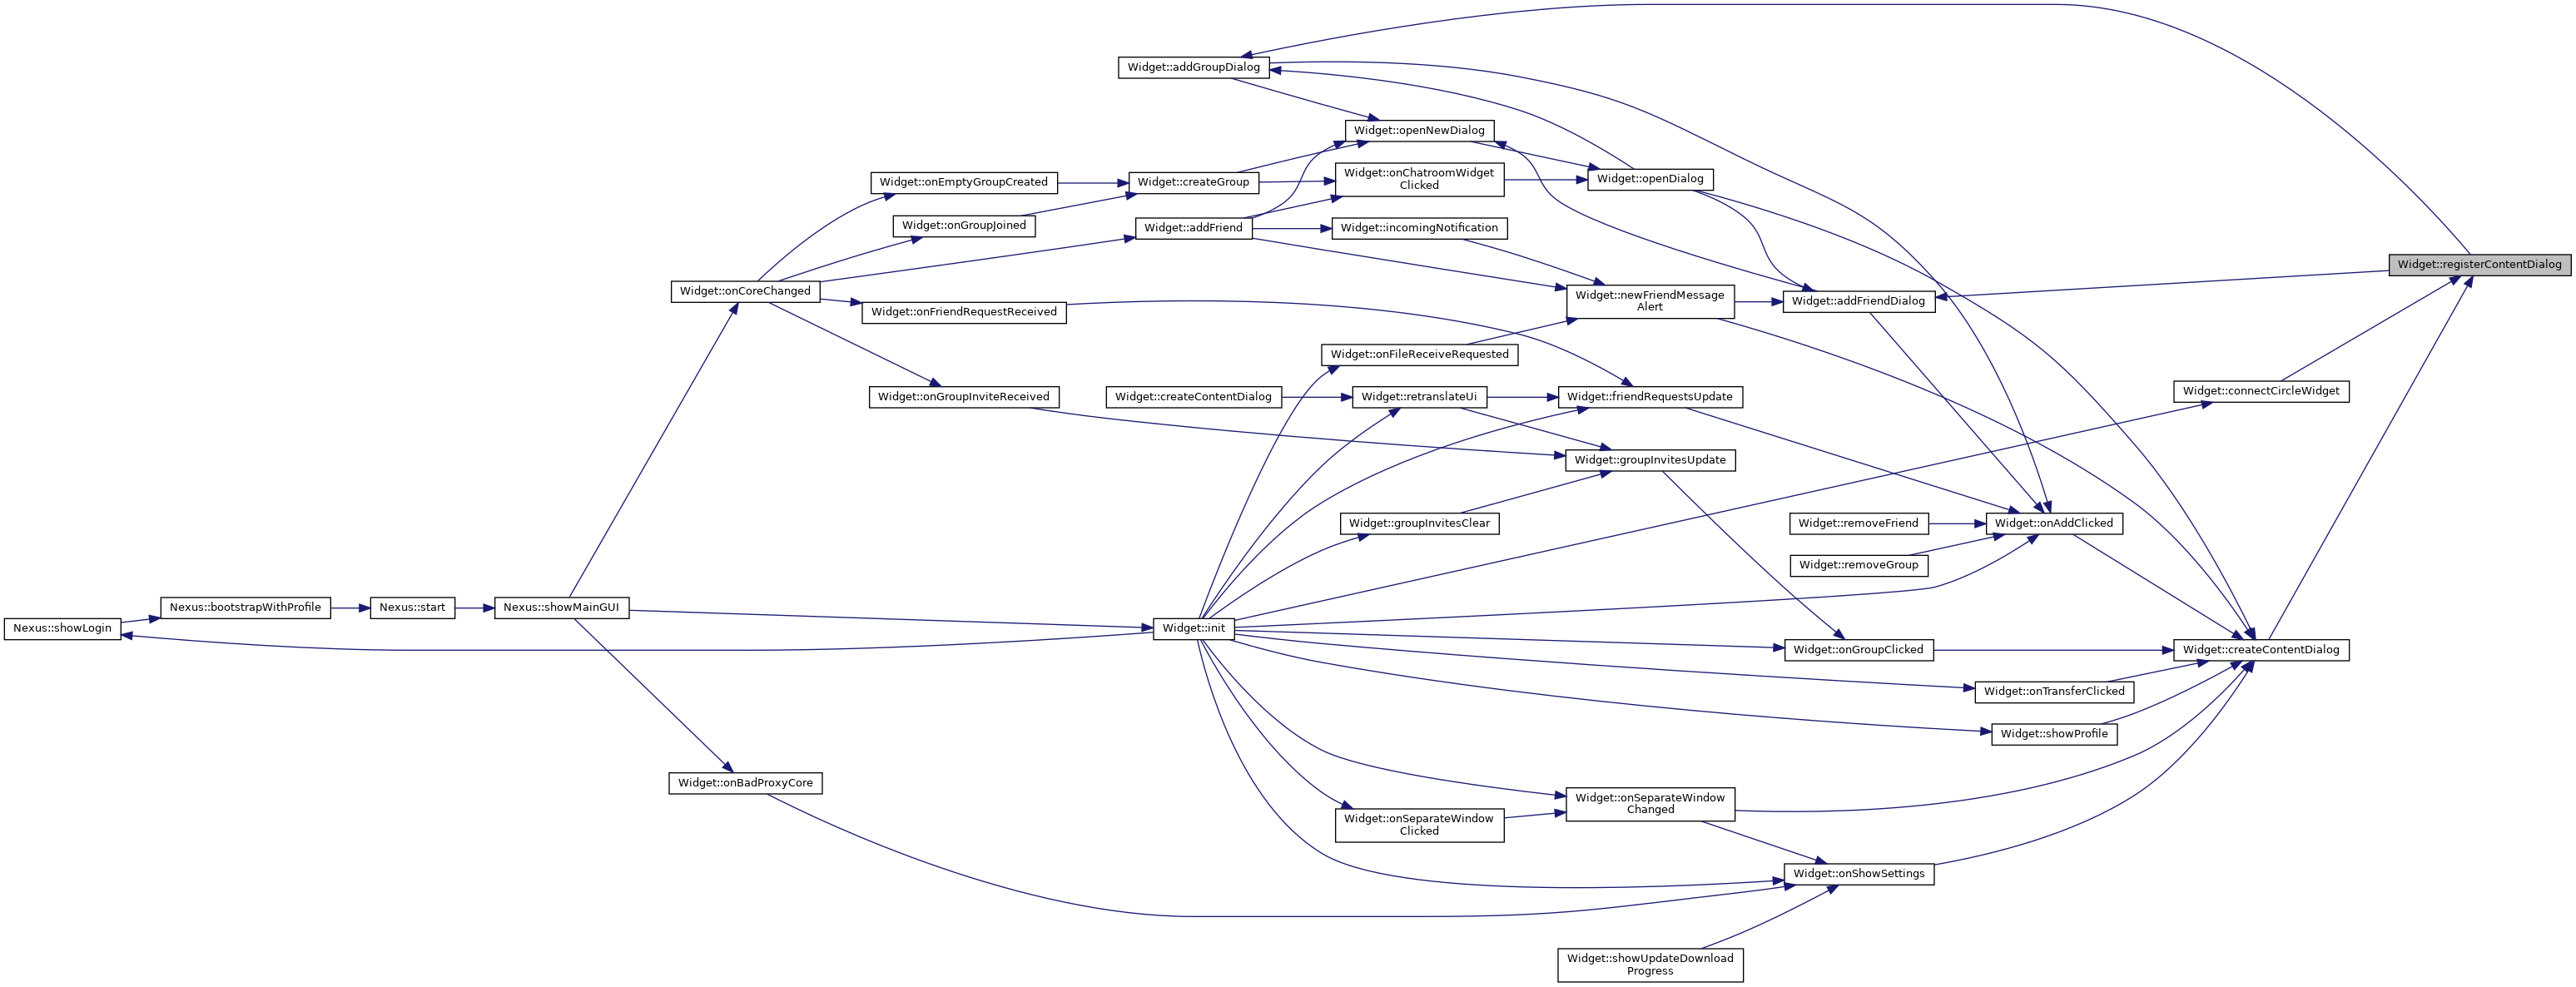 Widget::addGroupDialog
Widget::openNewDialog
Widget::onChatroomWidget
Clicked
Widget::openDialog
Widget::onEmptyGroupCreated
Widget::createGroup
Widget::onGroupJoined
Widget::addFriend
Widget::incomingNotification
Widget::registerContentDialog
Widget::onCoreChanged
Widget::newFriendMessage
Alert
Widget::addFriendDialog
Widget::onFriendRequestReceived
Widget::onFileReceiveRequested
Widget::connectCircleWidget
Widget::onGroupInviteReceived
Widget::createContentDialog
Widget::retranslateUi
Widget::friendRequestsUpdate
Widget::groupInvitesUpdate
Widget::groupInvitesClear
Widget::removeFriend
Widget::onAddClicked
Widget::removeGroup
Nexus::showLogin
Nexus::bootstrapWithProfile
Nexus::start
Nexus::showMainGUI
Widget::init
Widget::onGroupClicked
Widget::createContentDialog
Widget::onTransferClicked
Widget::showProfile
Widget::onBadProxyCore
Widget::onSeparateWindow
Clicked
Widget::onSeparateWindow
Changed
Widget::onShowSettings
Widget::showUpdateDownload
Progress